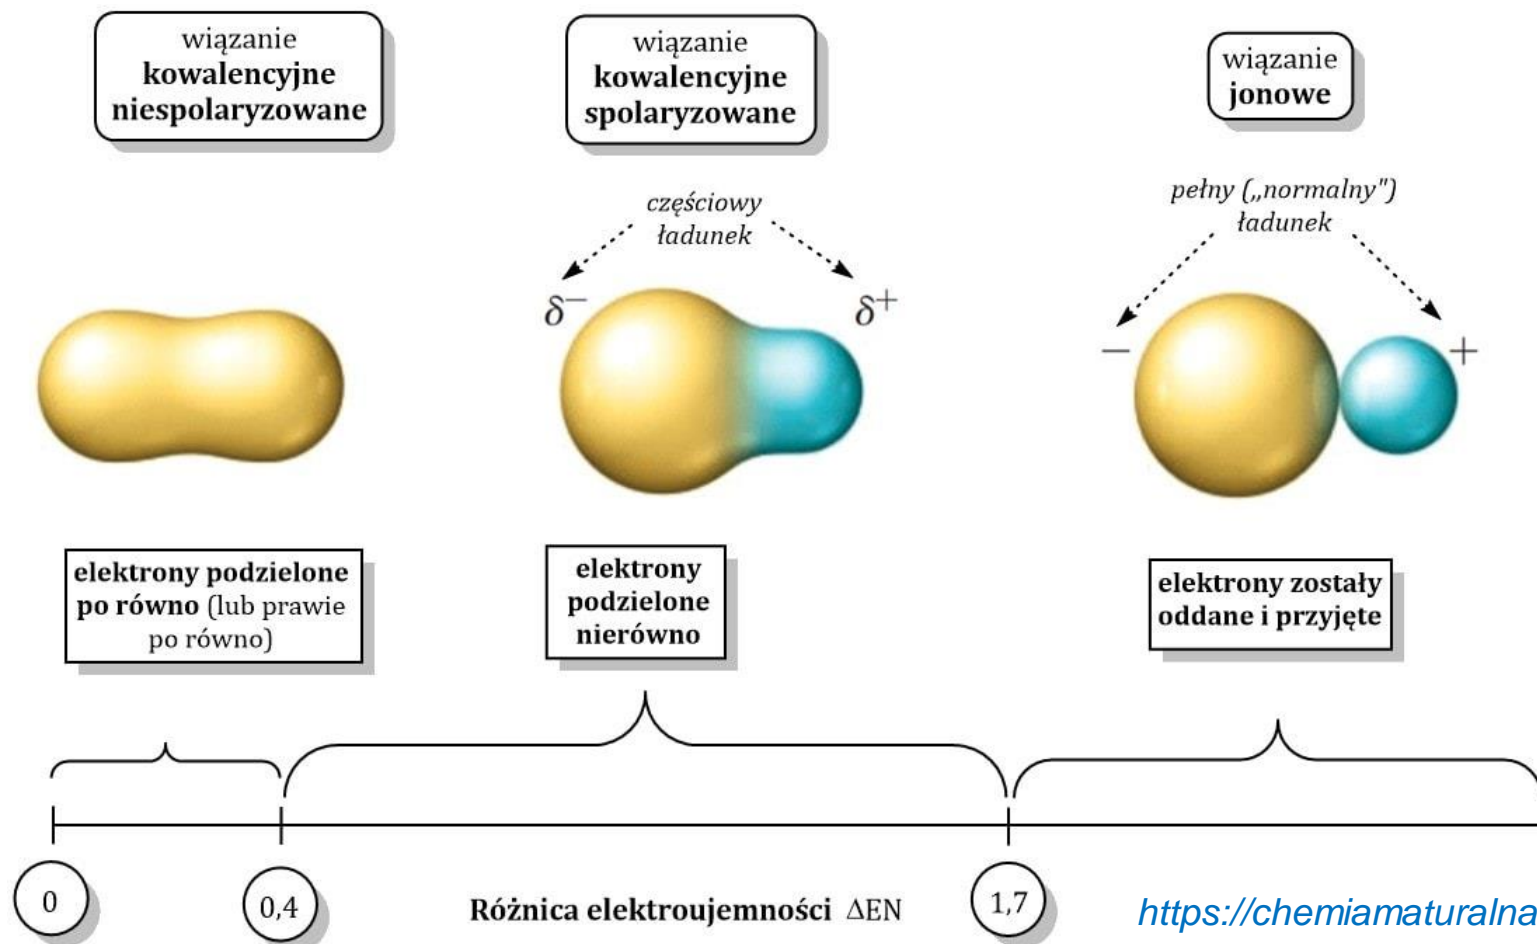 wiązanie
kowalencyjne
niespolaryzowane
wiązanie
kowalencyjne
spolaryzowane
wiązanie
jonowe
częściowy
ładunek
pełny („normalny")
ładunek
δ−
δ+
−
+
elektrony podzielone
po równo (lub prawie
po równo)
elektrony
podzielone
nierówno
elektrony zostały
oddane i przyjęte
0
0,4
Różnica elektroujemności ΔEN
1,7
https://chemiamaturalna